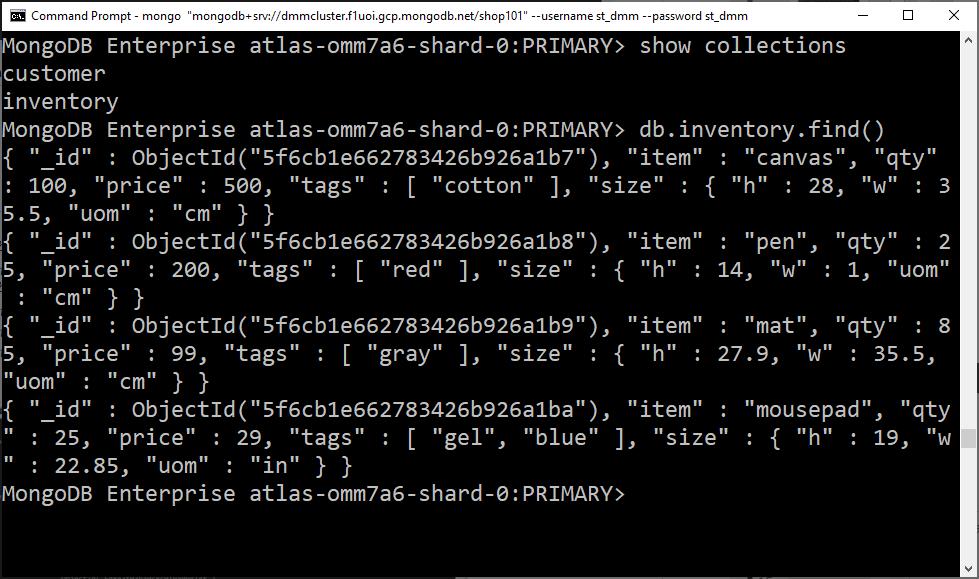 Command Prompt - mongo "mongodb+srv://dmmcluster.f1uoi.gcp.mongodb.net/shop101" --username st_dmm --password st_dmm
MongoDB Enterprise atlas-omm7a6-shard-0:PRIMARY> show collections
customer
inventory
MongoDB Enterprise atlas-omm7a6-shard-0:PRIMARY> db.inventory.find()
{ "_id" : ObjectId("5f6cb1e662783426b926a1b7"), "item" : "canvas", "qty"
: 100, "price" : 500, "tags" : [ "cotton" ], "size" : { "h" : 28, "w" : 3
5.5, "uom" : "cm" } }
{ "_id" : ObjectId("5f6cb1e662783426b926a1b8"), "item" : "pen", "qty" : 2
5, "price" : 200, "tags" : [ "red" ], "size" : { "h" : 14, "w" : 1, "uom"
 : "cm" } }
{ "_id" : ObjectId("5f6cb1e662783426b926a1b9"), "item" : "mat", "qty" : 8
5, "price" : 99, "tags" : [ "gray" ], "size" : { "h" : 27.9, "w" : 35.5,
"uom" : "cm" } }
{ "_id" : ObjectId("5f6cb1e662783426b926a1ba"), "item" : "mousepad", "qty
" : 25, "price" : 29, "tags" : [ "gel", "blue" ], "size" : { "h" : 19, "w
" : 22.85, "uom" : "in" } }
MongoDB Enterprise atlas-omm7a6-shard-0:PRIMARY>